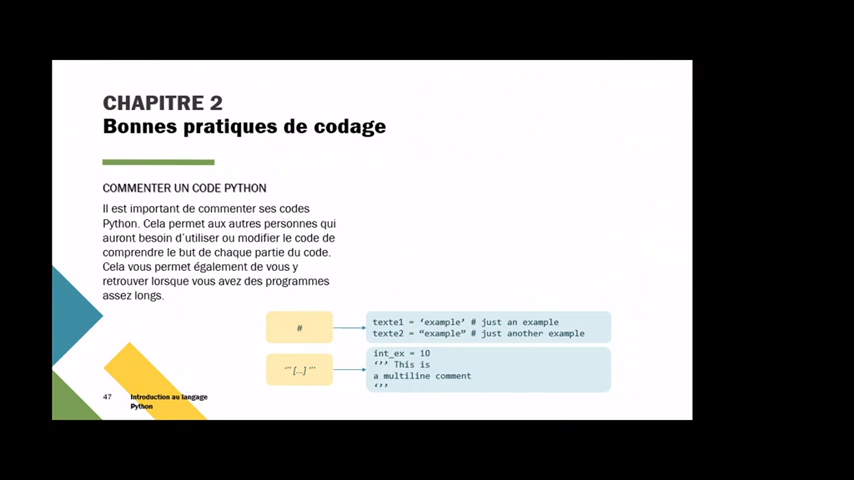 CHAPITRE 2
Bonnes pratiques de codage
COMMENTER UN CODE PYTHON
Il est important de commenter ses codes
Python. Cela permet aux autres personnes qui
auront besoin d’utiliser ou modifier le code de
comprendre le but de chaque partie du code.
Cela vous permet également de vous y
retrouver lorsque vous avez des programmes
assez longs.
#
texte1 = ‘example’ # just an example
texte2 = “example” # just another example
‘’’ [...] ‘’’
int_ex = 10
‘’’ This is
a multiline comment
‘’’
47
Introduction au langage
Python